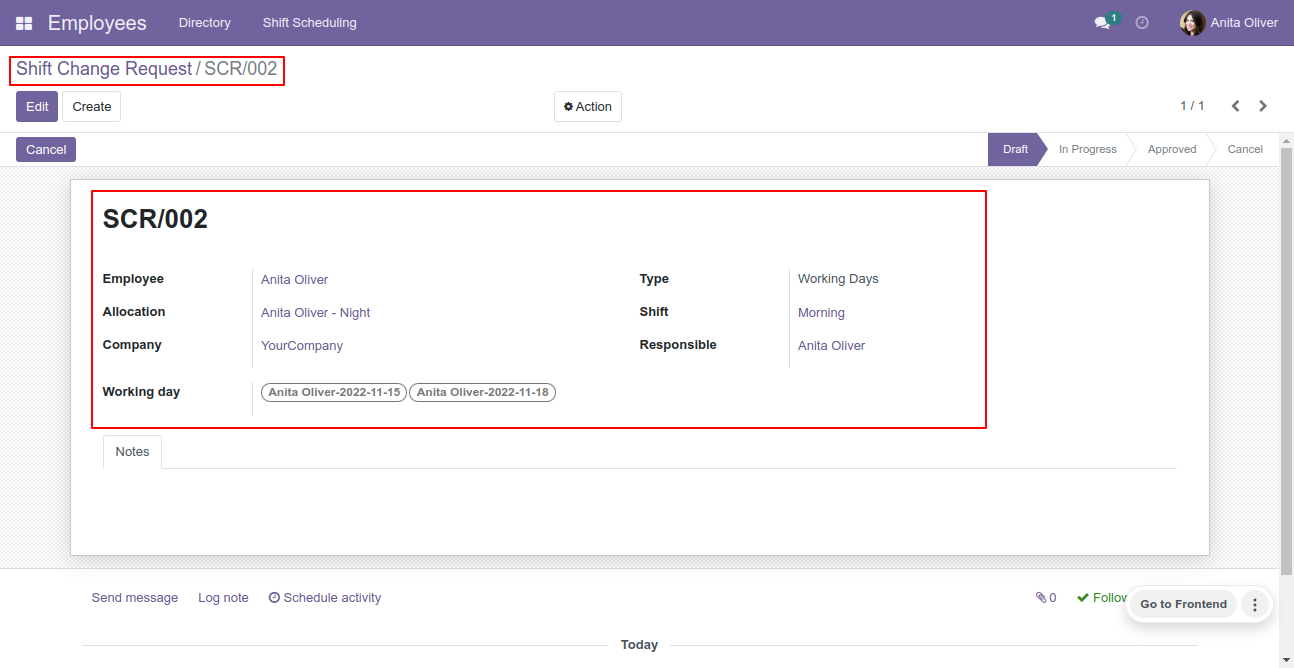 Employees Directory Shift Scheduling 1 Anita Oliver
Shift Change Request / SCR/002
Edit Create Action 1 / 1
Cancel Draft In Progress Approved Cancel
SCR/002
Employee Anita Oliver Type Working Days
Allocation Anita Oliver - Night Shift Morning
Company YourCompany Responsible Anita Oliver
Working day Anita Oliver-2022-11-15 Anita Oliver-2022-11-18
Notes
Send message Log note Schedule activity 0 Follow Go to Frontend
Today